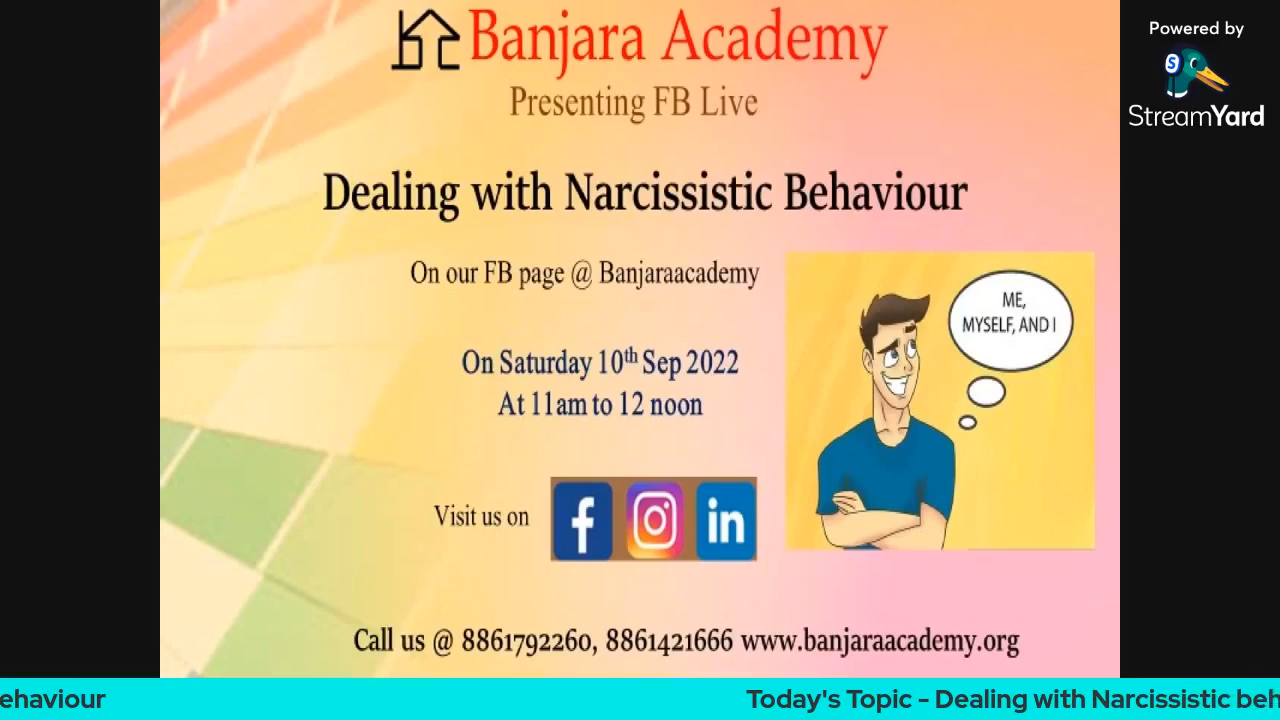 Banjara Academy
Presenting FB Live
Dealing with Narcissistic Behaviour
On our FB page @ Banjaraacademy
On Saturday 10th Sep 2022
At 11am to 12 noon
ME,
MYSELF, AND I
Visit us on
f
in
Call us @ 8861792260, 8861421666 www.banjaraacademy.org
Powered by
S
StreamYard
ehaviour
Today's Topic - Dealing with Narcissistic beh